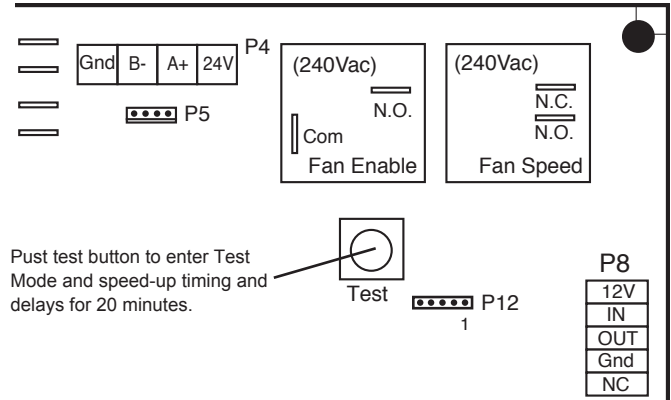 P4
Gnd B- A+ 24V
P5
(240Vac)
N.O.
Com
Fan Enable
(240Vac)
N.C.
N.O.
Fan Speed
Pust test button to enter Test
Mode and speed-up timing and
delays for 20 minutes.
Test
P12
1
P8
12V
IN
OUT
Gnd
NC